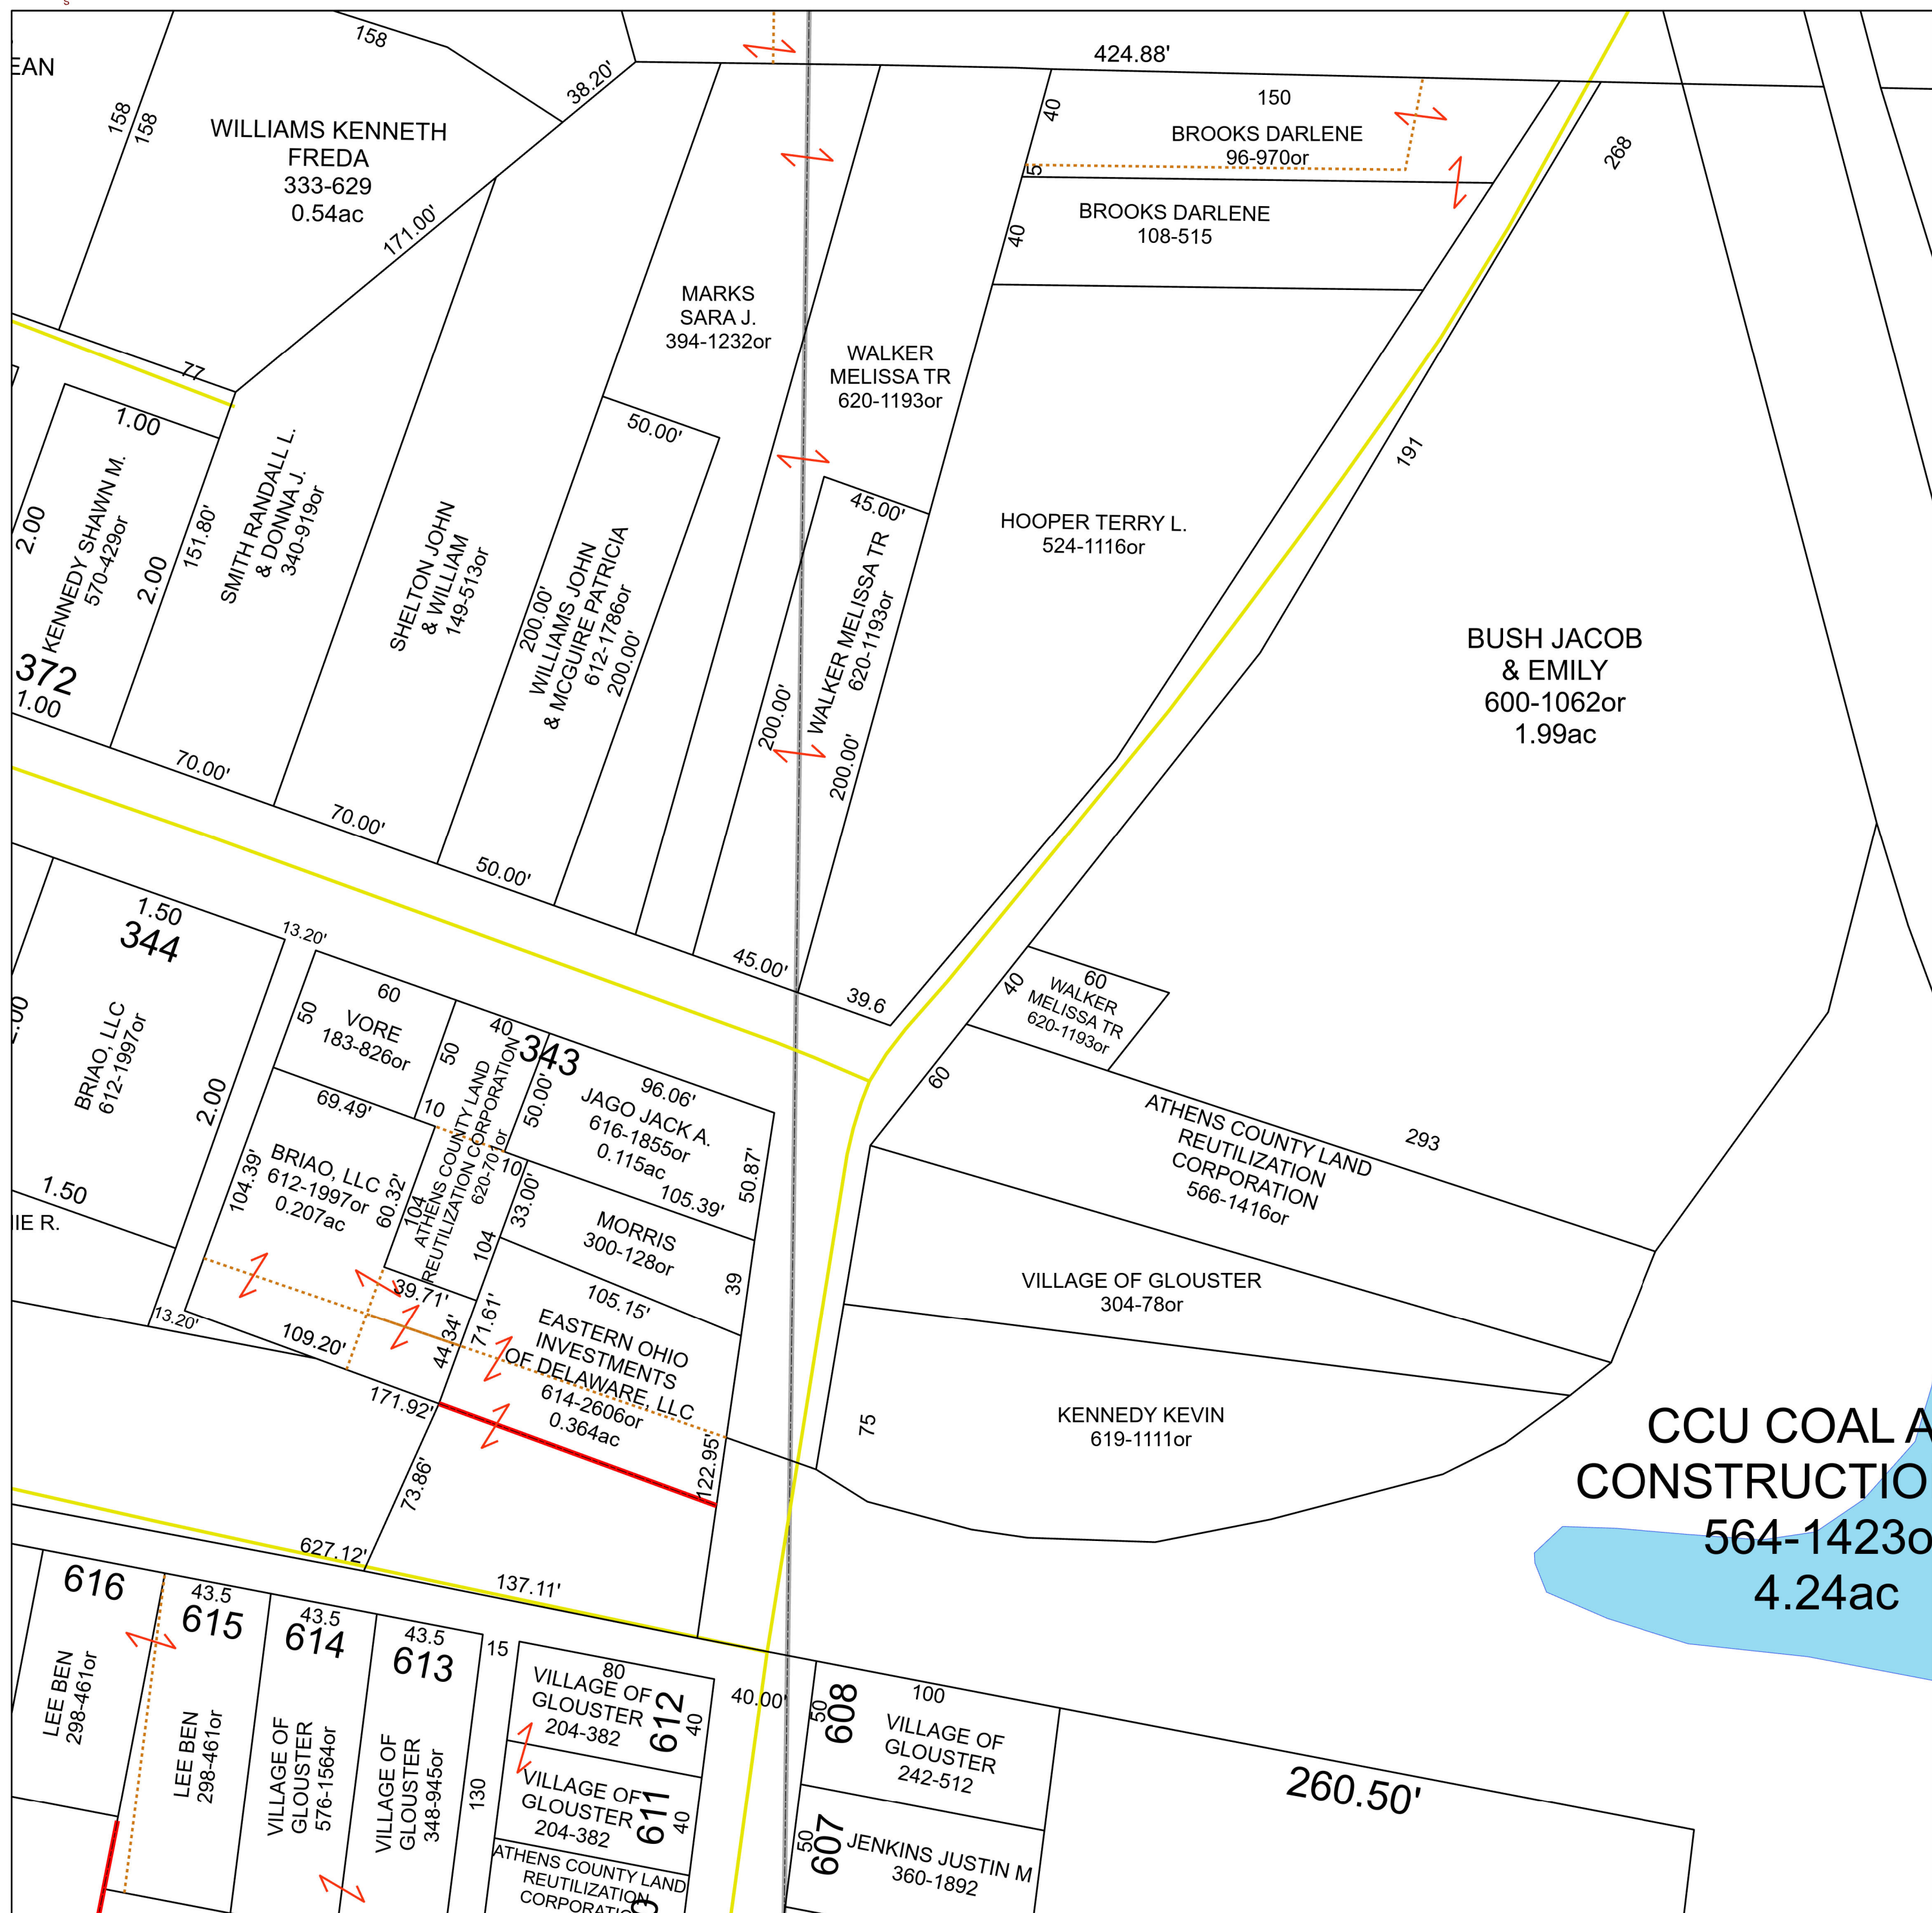 s
158
424.88'
EAN
38.20'
158
158
WILLIAMS KENNETH
FREDA
333-629
0.54ac
40
150
BROOKS DARLENE
96-970or
5
268
171.00'
BROOKS DARLENE
108-515
40
MARKS
SARA J.
394-1232or
WALKER
MELISSA TR
620-1193or
77
1.00
50.00'
191
2.00
KENNEDY SHAWN M.
570-429or
2.00
151.80'
SMITH RANDALL L.
& DONNA J.
340-919or
SHELTON JOHN
& WILLIAM
149-513or
200.00'
WILLIAMS JOHN
& MCGUIRE PATRICIA
612-1786or
200.00'
45.00'
WALKER MELISSA TR
620-1193or
200.00'
200.00'
HOOPER TERRY L.
524-1116or
BUSH JACOB
& EMILY
600-1062or
1.99ac
372
1.00
70.00'
70.00'
50.00'
45.00'
39.6
1.50
344
13.20'
60
50
VORE
183-826or
50
40
343
96.06'
JAGO JACK A.
616-1855or
0.115ac
50.00'
50.87'
105.39'
60
40
WALKER
MELISSA TR
620-1193or
60
BRIAO, LLC
612-1997or
2.00
69.49'
10
ATHENS COUNTY LAND
REUTILIZATION CORPORATION
620-701or
10
104.39'
BRIAO, LLC
612-1997or
0.207ac
60.32'
104
104
33.00'
MORRIS
300-128or
39
ATHENS COUNTY LAND
REUTILIZATION
CORPORATION
566-1416or
293
1.50
IE R.
VILLAGE OF GLOUSTER
304-78or
39.71'
105.15'
13.20'
109.20'
44.34'
71.61'
EASTERN OHIO
INVESTMENTS
OF DELAWARE, LLC
614-2606or
0.364ac
171.92'
122.95'
75
KENNEDY KEVIN
619-1111or
73.86'
CCU COAL A
CONSTRUCTIO
564-1423o
4.24ac
627.12'
137.11'
616
LEE BEN
298-461or
43.5
615
LEE BEN
298-461or
43.5
614
VILLAGE OF
GLOUSTER
576-1564or
43.5
613
VILLAGE OF
GLOUSTER
348-945or
15
130
80
VILLAGE OF
GLOUSTER
204-382
612
40
40.00'
VILLAGE OF
GLOUSTER
204-382
611
40
ATHENS COUNTY LAND
REUTILIZATION
50
608
100
VILLAGE OF
GLOUSTER
242-512
50
607
JENKINS JUSTIN M
360-1892
260.50'